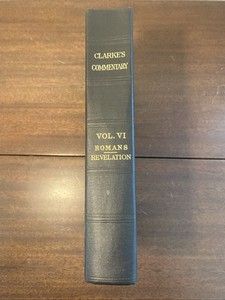 CLARKE'S
COMMENTARY
VOL. VI
ROMANS
REVELATION